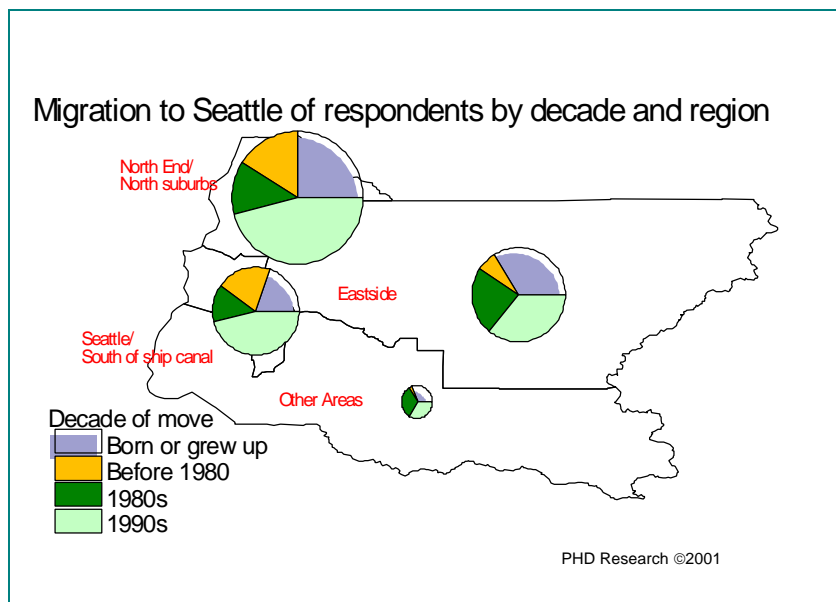 Migration to Seattle of respondents by decade and region
North End/
North suburbs
Eastside
Seattle/
South of ship canal
Other Areas
Decade of move
Born or grew up
Before 1980
1980s
1990s
PHD Research ©2001